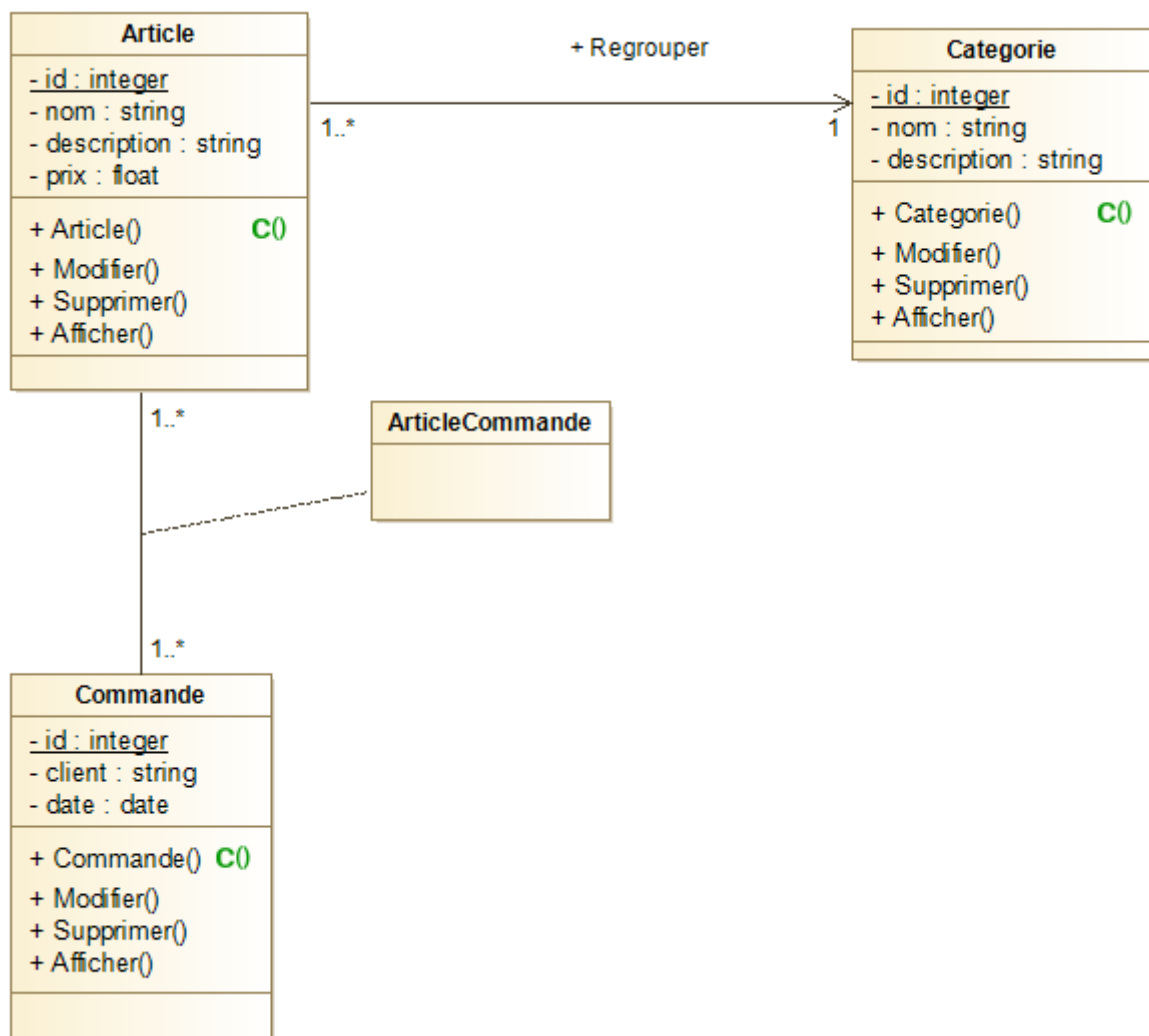 Article
- id : integer
- nom : string
- description : string
- prix : float
+ Article() C()
+ Modifier()
+ Supprimer()
+ Afficher()
+ Regrouper
1..*
1
Categorie
- id : integer
- nom : string
- description : string
+ Categorie() C()
+ Modifier()
+ Supprimer()
+ Afficher()
1..*
ArticleCommande
1..*
Commande
- id : integer
- client : string
- date : date
+ Commande() C()
+ Modifier()
+ Supprimer()
+ Afficher()